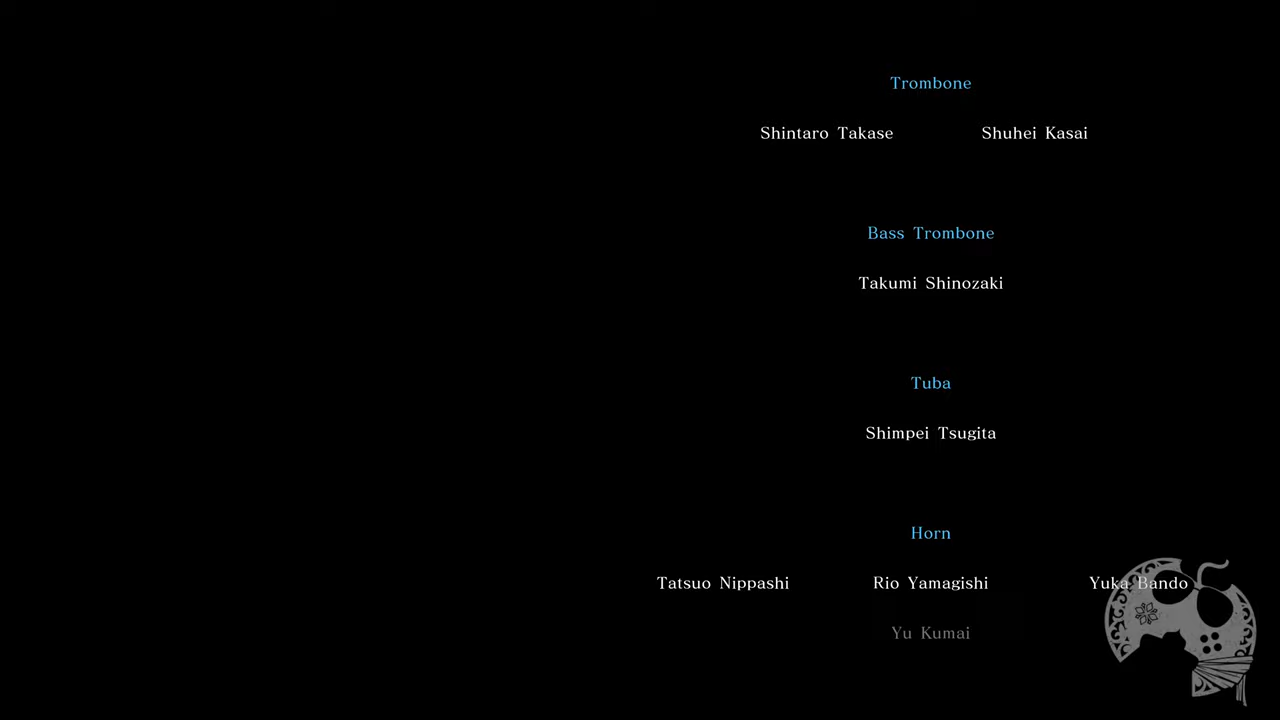 Trombone
Shintaro Takase Shuhei Kasai
Bass Trombone
Takumi Shinozaki
Tuba
Shimpei Tsugita
Horn
Tatsuo Nippashi Rio Yamagishi Yuka Bando
Yu Kumai